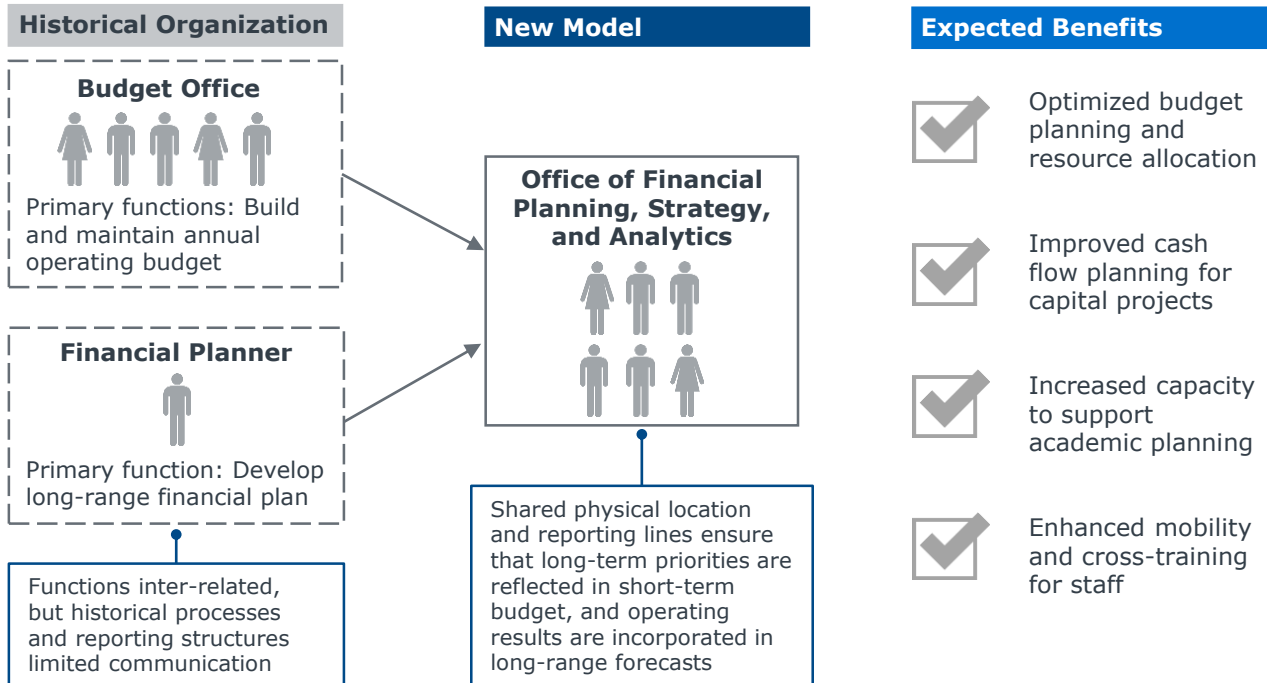 Historical Organization
Budget Office
Primary functions: Build
and maintain annual
operating budget
Financial Planner
Primary function: Develop
long-range financial plan
Functions inter-related,
but historical processes
and reporting structures
limited communication
New Model
Office of Financial
Planning, Strategy,
and Analytics
Shared physical location
and reporting lines ensure
that long-term priorities are
reflected in short-term
budget, and operating
results are incorporated in
long-range forecasts
Expected Benefits
Optimized budget
planning and
resource allocation
Improved cash
flow planning for
capital projects
Increased capacity
to support
academic planning
Enhanced mobility
and cross-training
for staff